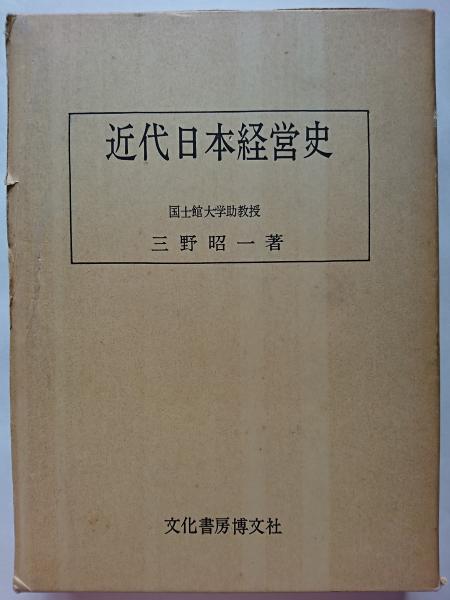 近代日本経営史
国士館大学助教授
三野昭一著
文化書房博文社